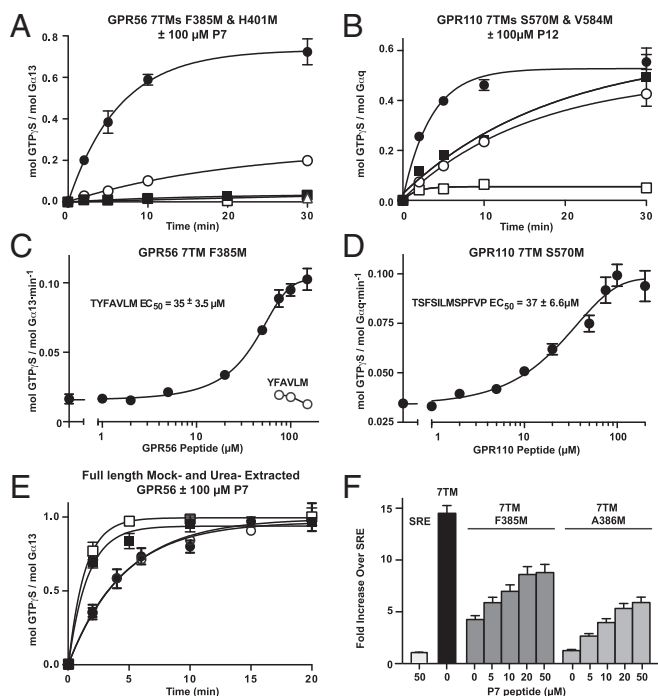 A
GPR56 7TMs F385M & H401M
± 100 µM P7
mol GTPγS / mol Gα13
0.8
0.6
0.4
0.2
0.0
0
10
20
30
Time (min)
B
GPR110 7TMs S570M & V584M
± 100µM P12
mol GTPγS / mol Gαq
0.6
0.4
0.2
0.0
0
10
20
30
Time (min)
C
GPR56 7TM F385M
mol GTPγS / mol Gα13·min-1
0.10
0.05
0
TYFAVLM EC50 = 35 ± 3.5 µM
YFAVLM
1
10
100
GPR56 Peptide (µM)
D
GPR110 7TM S570M
mol GTPγS / mol Gαq·min-1
0.100
0.075
0.050
0.025
TSFSILMSPFVP EC50 = 37 ± 6.6µM
1
10
100
GPR110 Peptide (µM)
E
Full length Mock- and Urea- Extracted
GPR56 ± 100 µM P7
mol GTPγS / mol Gα13
1.0
0.5
0.0
0
5
10
15
20
Time (min)
F
Fold Increase Over SRE
15
10
5
0
SRE
7TM
7TM
F385M
7TM
A386M
50
0
0
5
10
20
50
0
5
10
20
50
P7 peptide (µM)